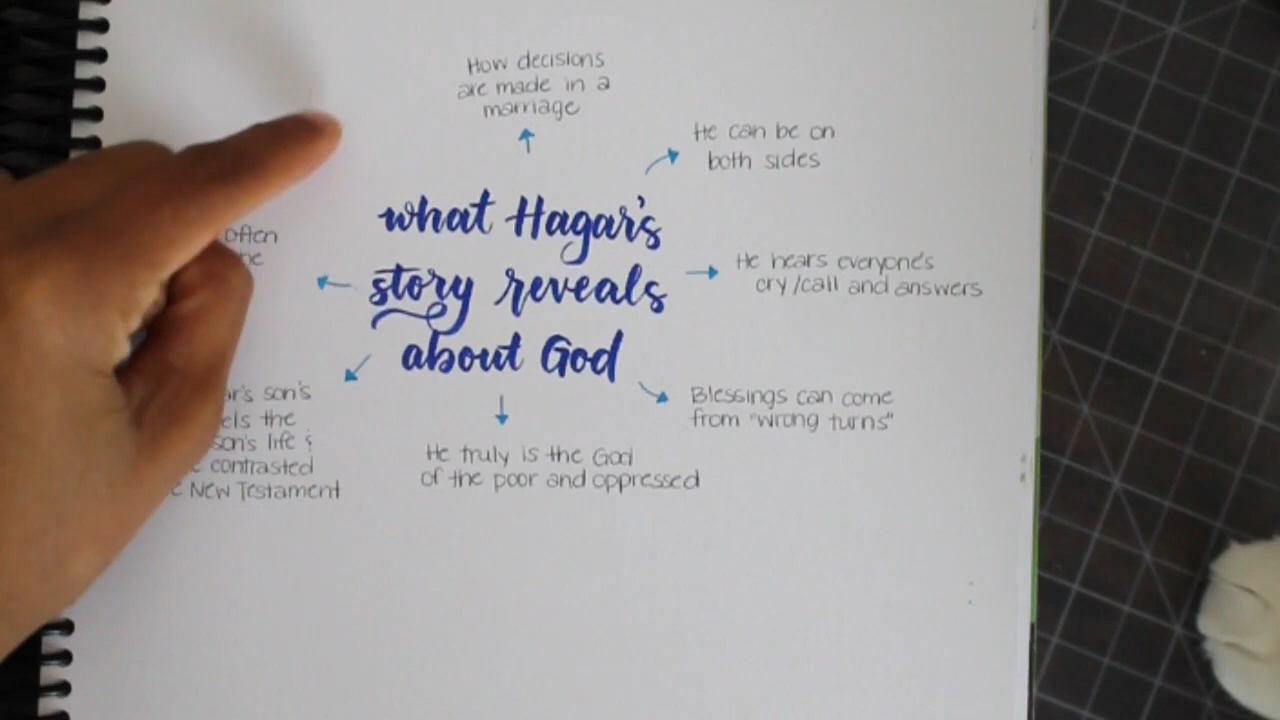 How decisions
are made in a
marriage
He can be on
both sides
what Hagar's
story reveals
about God
often
He hears everyone's
cry/call and answers
Blessings can come
from "wrong turns"
He truly is the God
of the poor and oppressed
son's
the
son's life &
contrasted
New Testament